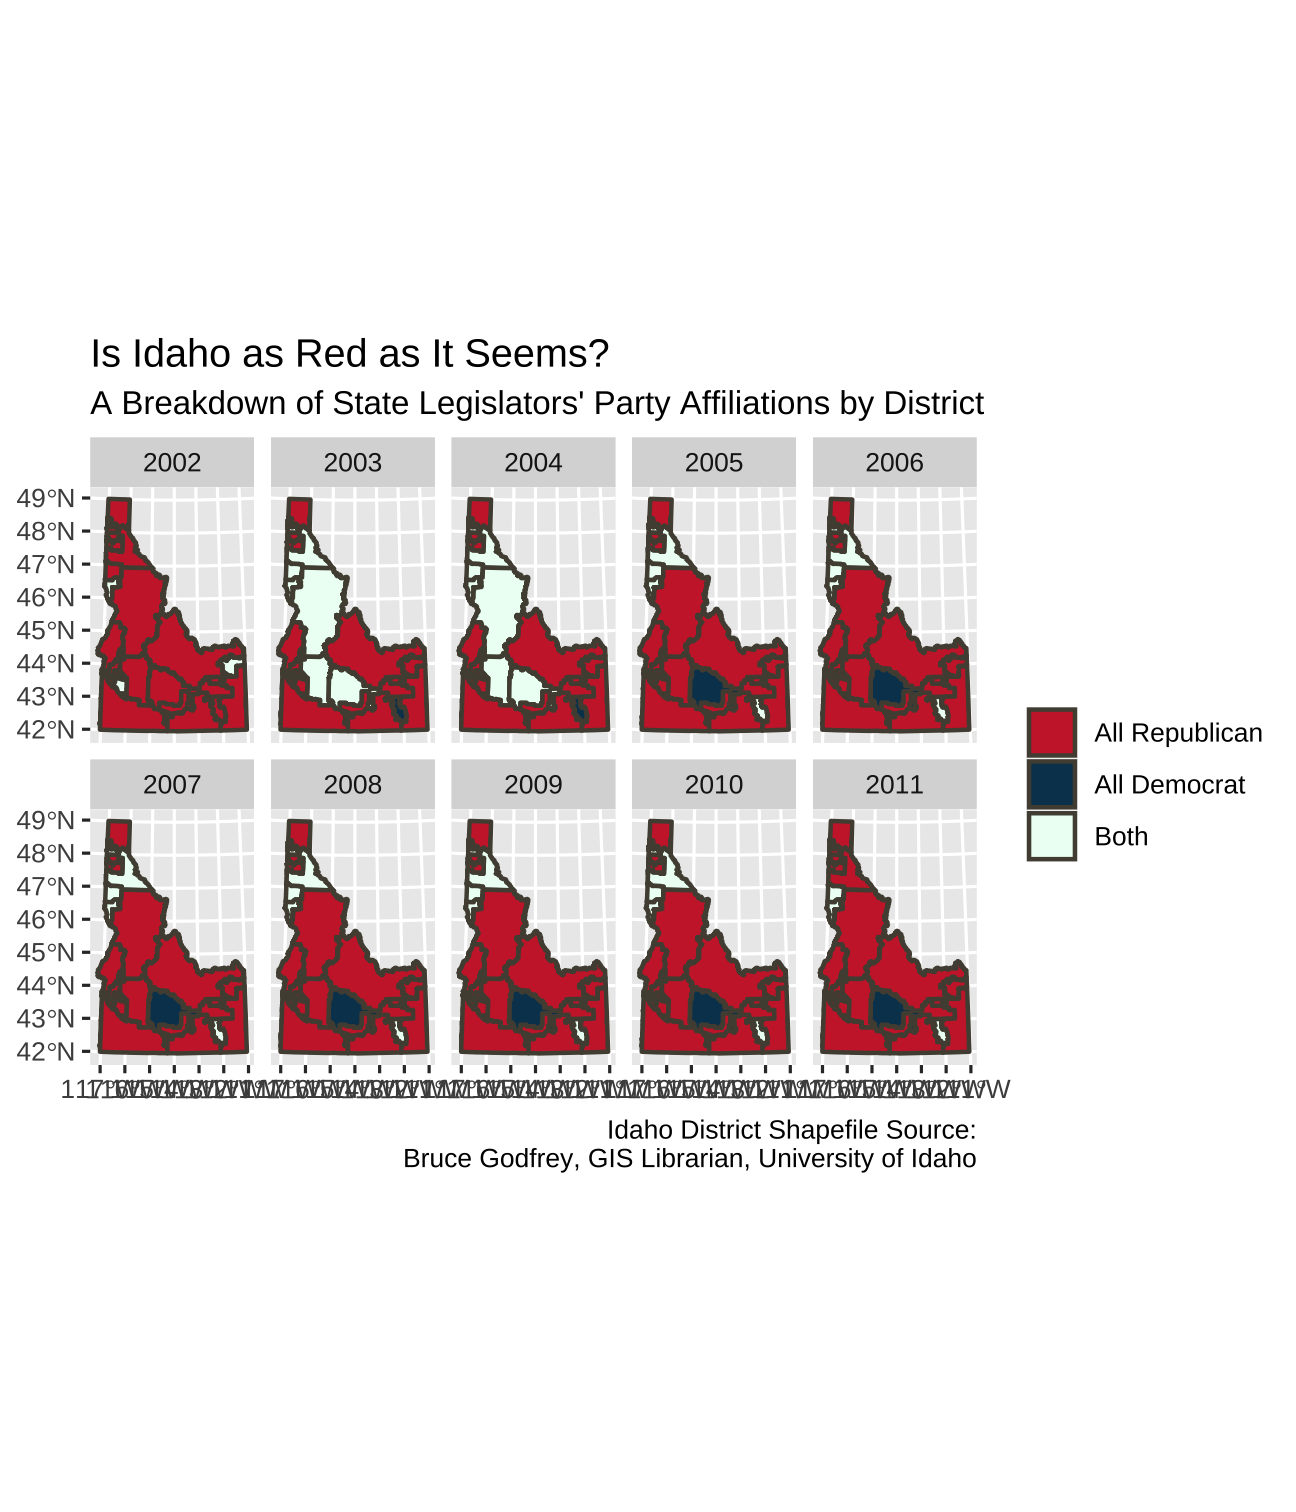 Is Idaho as Red as It Seems?
A Breakdown of State Legislators' Party Affiliations by District
2002 2003 2004 2005 2006
49°N
48°N
47°N
46°N
45°N
44°N
43°N
42°N
All Republican
All Democrat
Both
2007 2008 2009 2010 2011
49°N
48°N
47°N
46°N
45°N
44°N
43°N
42°N
Idaho District Shapefile Source:
Bruce Godfrey, GIS Librarian, University of Idaho